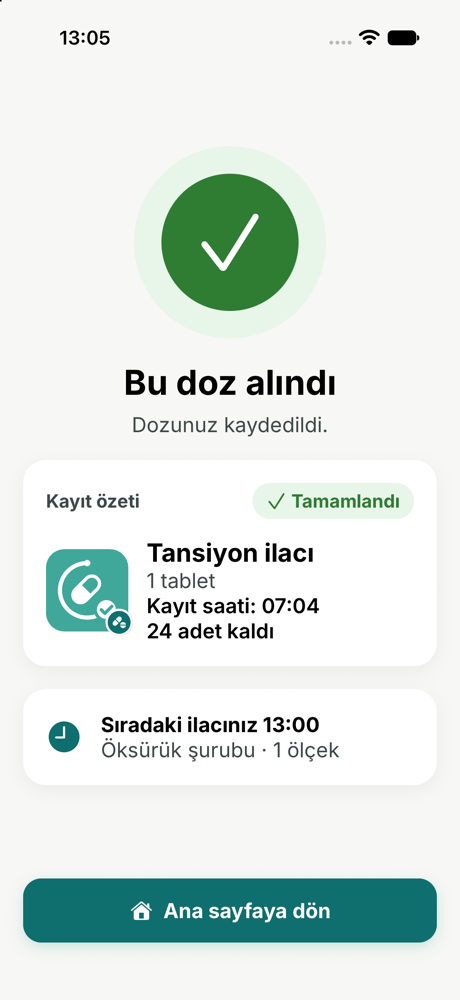 13:05
Bu doz alındı
Dozunuz kaydedildi.
Kayıt özeti
Tamamlandı
Tansiyon ilacı
1 tablet
Kayıt saati: 07:04
24 adet kaldı
Sıradaki ilacınız 13:00
Öksürük şurubu · 1 ölçek
Ana sayfaya dön